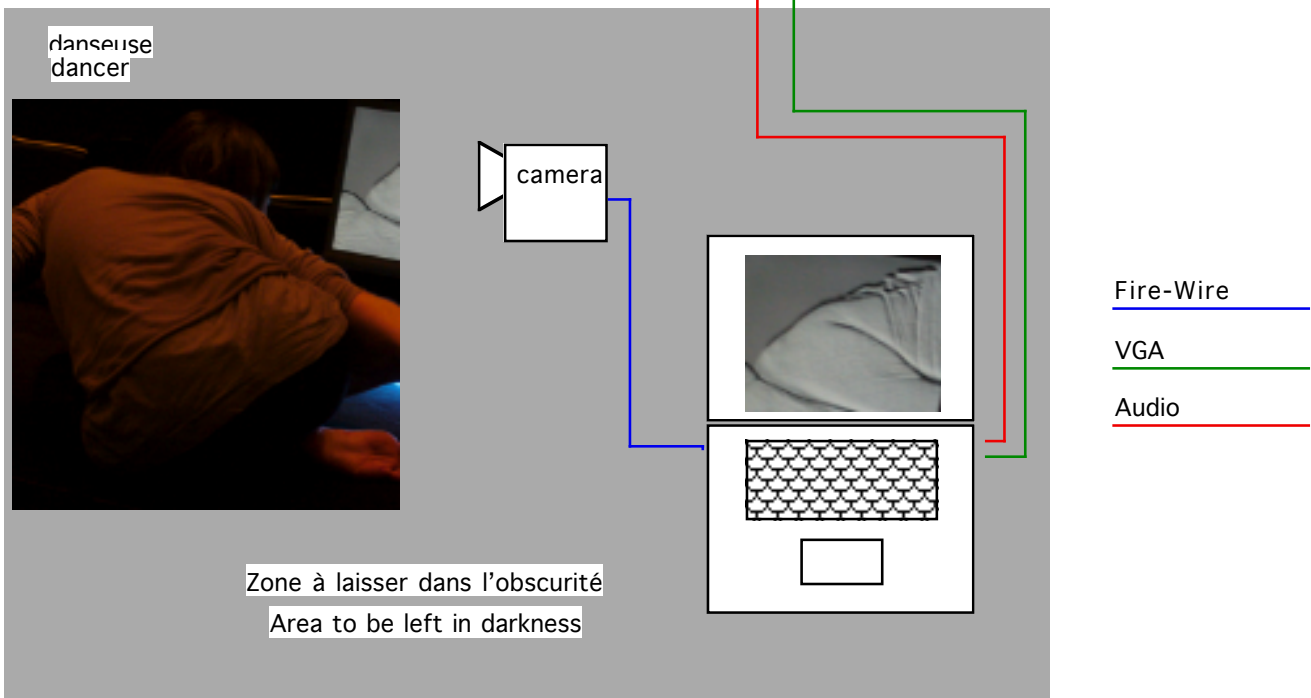 danseuse
dancer
camera
Fire-Wire
VGA
Audio
Zone à laisser dans l’obscurité
Area to be left in darkness